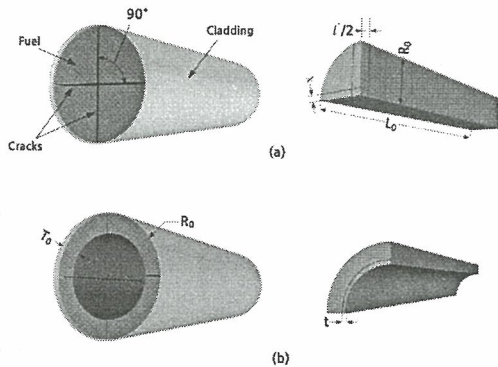 90°
Fuel
Cladding
Cracks
l*/2
R₀
L₀
(a)
T₀
R₀
t
(b)